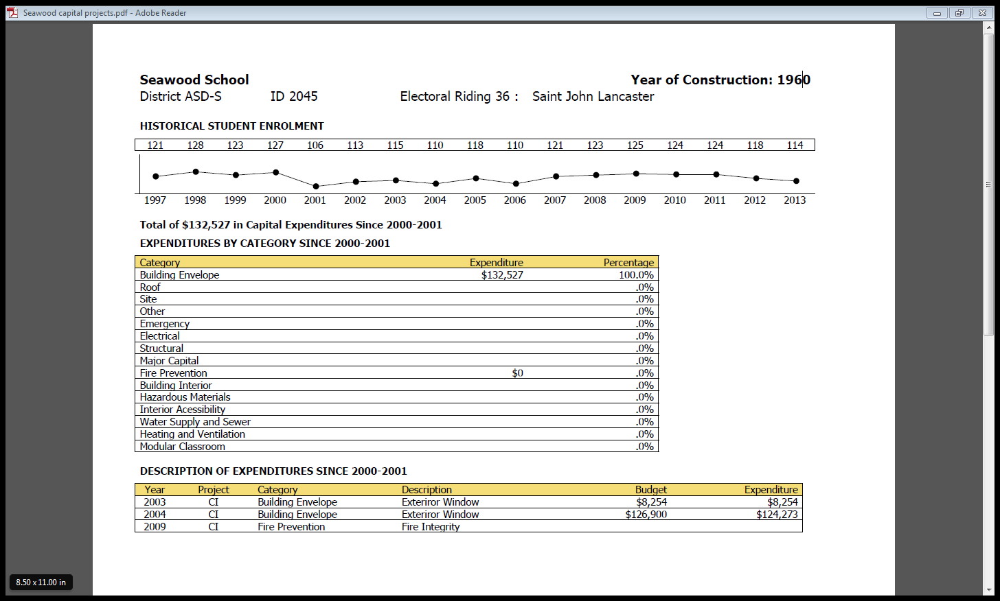 Seawood capital projects.pdf - Adobe Reader
Seawood School Year of Construction: 1960
District ASD-S ID 2045 Electoral Riding 36 : Saint John Lancaster
HISTORICAL STUDENT ENROLMENT
121 128 123 127 106 113 115 110 118 110 121 123 125 124 124 118 114
1997 1998 1999 2000 2001 2002 2003 2004 2005 2006 2007 2008 2009 2010 2011 2012 2013
Total of $132,527 in Capital Expenditures Since 2000-2001
EXPENDITURES BY CATEGORY SINCE 2000-2001
Category Expenditure Percentage
Building Envelope $132,527 100.0%
Roof .0%
Site .0%
Other .0%
Emergency .0%
Electrical .0%
Structural .0%
Major Capital .0%
Fire Prevention $0 .0%
Building Interior .0%
Hazardous Materials .0%
Interior Acessibility .0%
Water Supply and Sewer .0%
Heating and Ventilation .0%
Modular Classroom .0%
DESCRIPTION OF EXPENDITURES SINCE 2000-2001
Year Project Category Description Budget Expenditure
2003 CI Building Envelope Exteriror Window $8,254 $8,254
2004 CI Building Envelope Exteriror Window $126,900 $124,273
2009 CI Fire Prevention Fire Integrity
8.50 x 11.00 in